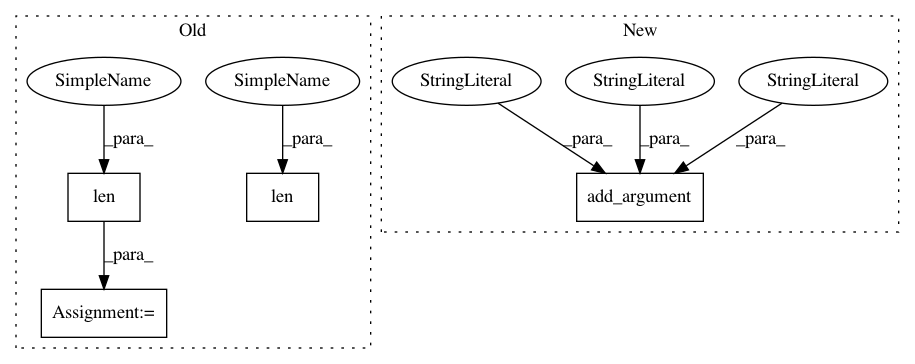 Old
New
SimpleName
SimpleName
StringLiteral
StringLiteral
StringLiteral
_para_
_para_
_para_
_para_
_para_
len
len
add_argument
_para_
Assignment:=